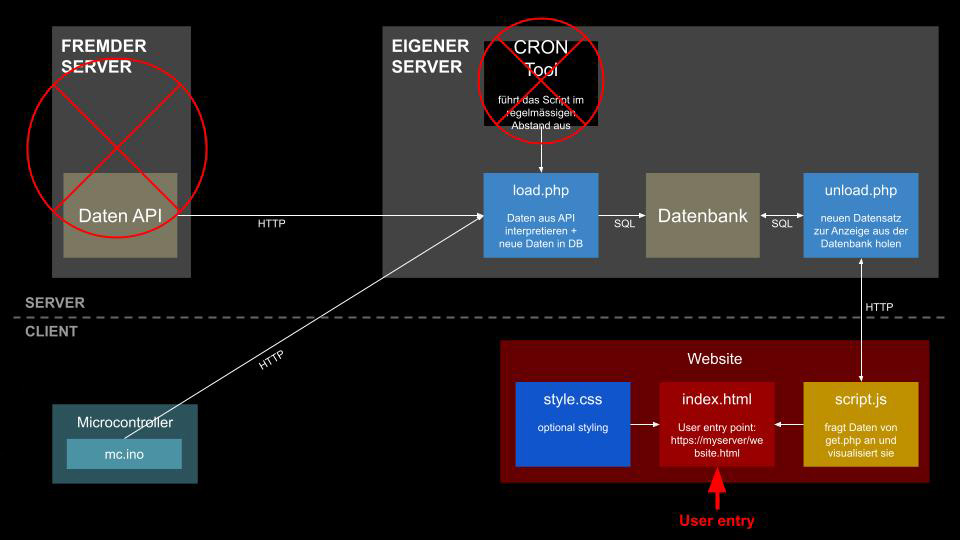 FREMDER
SERVER
Daten API
HTTP
EIGENER
SERVER
CRON
Tool
führt das Script im
regelmässigen
Abstand aus
load.php
Daten aus API
interpretieren +
neue Daten in DB
SQL
Datenbank
SQL
unload.php
neuen Datensatz
zur Anzeige aus der
Datenbank holen
SERVER
CLIENT
HTTP
HTTP
Microcontroller
mc.ino
Website
style.css
optional styling
index.html
User entry point:
https://myserver/we
bsite.html
script.js
fragt Daten von
get.php an und
visualisiert sie
User entry